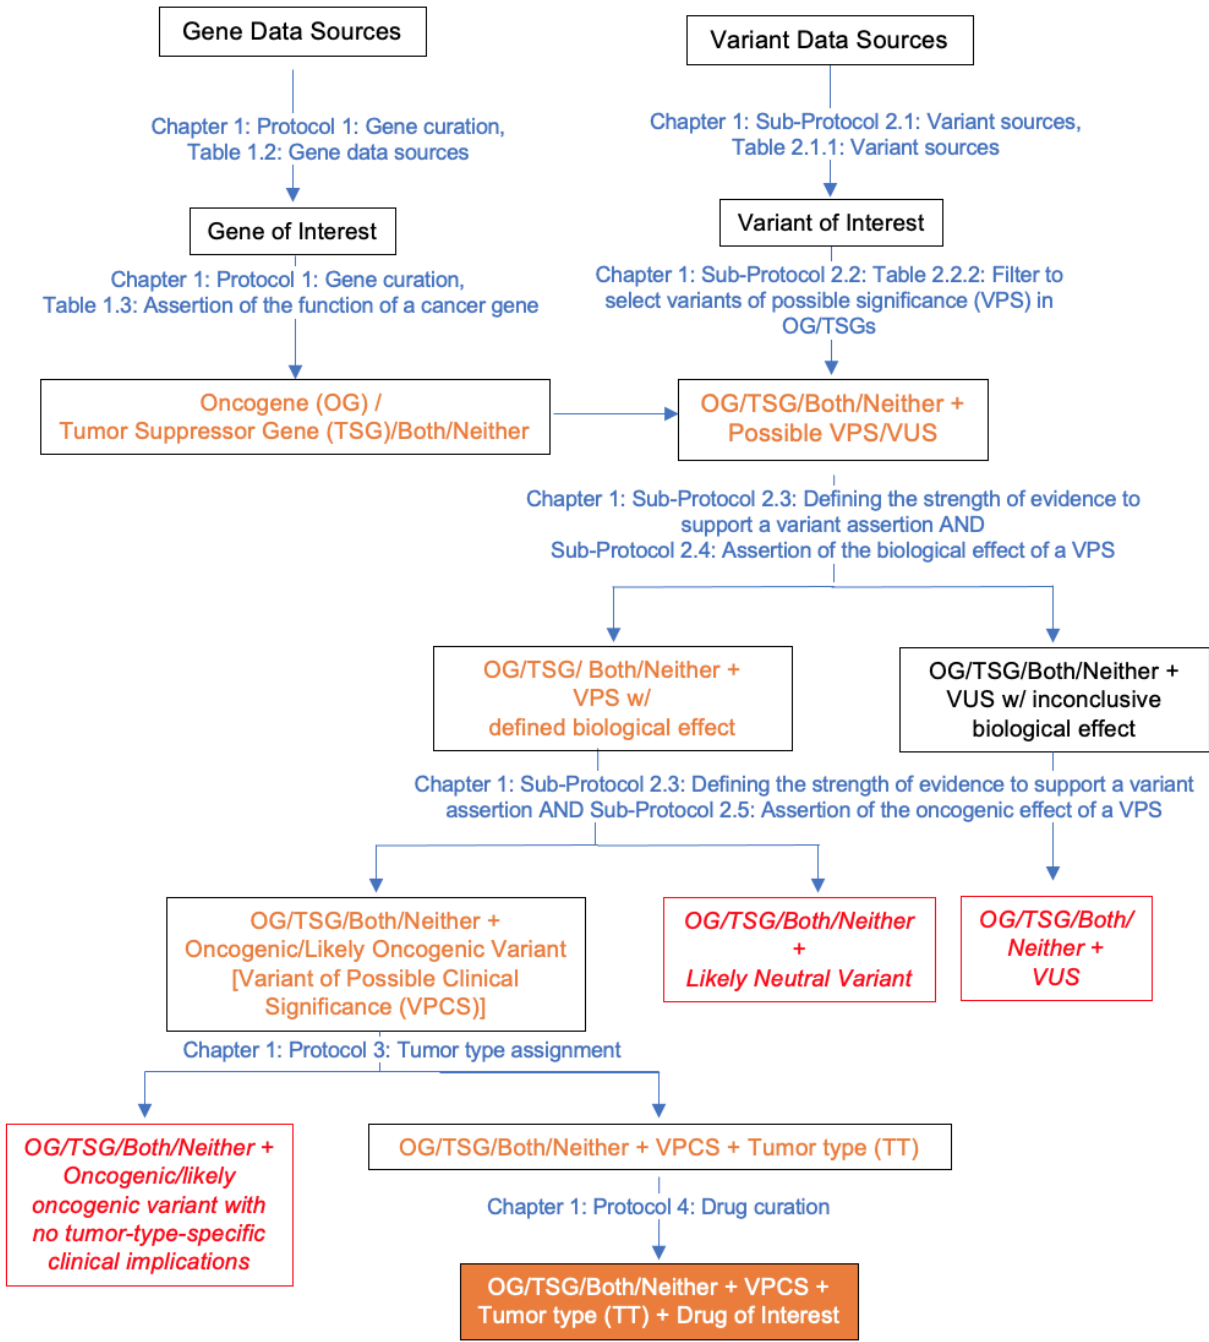 Gene Data Sources
Variant Data Sources
Chapter 1: Protocol 1: Gene curation,
Table 1.2: Gene data sources
Chapter 1: Sub-Protocol 2.1: Variant sources,
Table 2.1.1: Variant sources
Gene of Interest
Variant of Interest
Chapter 1: Protocol 1: Gene curation,
Table 1.3: Assertion of the function of a cancer gene
Chapter 1: Sub-Protocol 2.2: Table 2.2.2: Filter to
select variants of possible significance (VPS) in
OG/TSGs
Oncogene (OG) /
Tumor Suppressor Gene (TSG)/Both/Neither
OG/TSG/Both/Neither +
Possible VPS/VUS
Chapter 1: Sub-Protocol 2.3: Defining the strength of evidence to
support a variant assertion AND
Sub-Protocol 2.4: Assertion of the biological effect of a VPS
OG/TSG/ Both/Neither +
VPS w/
defined biological effect
OG/TSG/Both/Neither +
VUS w/ inconclusive
biological effect
Chapter 1: Sub-Protocol 2.3: Defining the strength of evidence to support a variant
assertion AND Sub-Protocol 2.5: Assertion of the oncogenic effect of a VPS
OG/TSG/Both/Neither +
Oncogenic/Likely Oncogenic Variant
[Variant of Possible Clinical
Significance (VPCS)]
OG/TSG/Both/Neither
+
Likely Neutral Variant
OG/TSG/Both/
Neither +
VUS
Chapter 1: Protocol 3: Tumor type assignment
OG/TSG/Both/Neither +
Oncogenic/likely
oncogenic variant with
no tumor-type-specific
clinical implications
OG/TSG/Both/Neither + VPCS + Tumor type (TT)
Chapter 1: Protocol 4: Drug curation
OG/TSG/Both/Neither + VPCS +
Tumor type (TT) + Drug of Interest